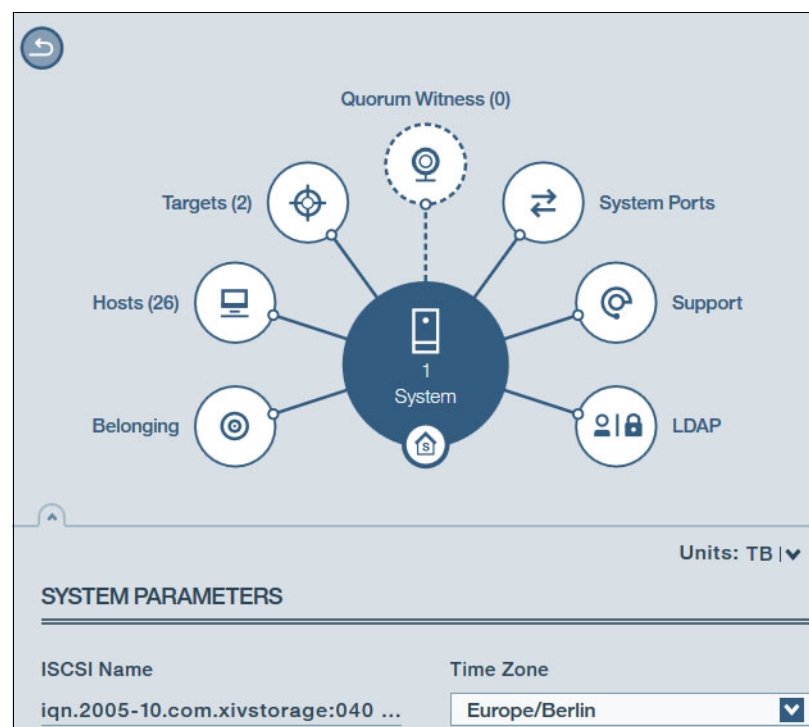 Quorum Witness (0)
Targets (2)
System Ports
Hosts (26)
Support
1
System
Belonging
LDAP
S
Units: TB
SYSTEM PARAMETERS
ISCSI Name
Time Zone
iqn.2005-10.com.xivstorage:040 ...
Europe/Berlin